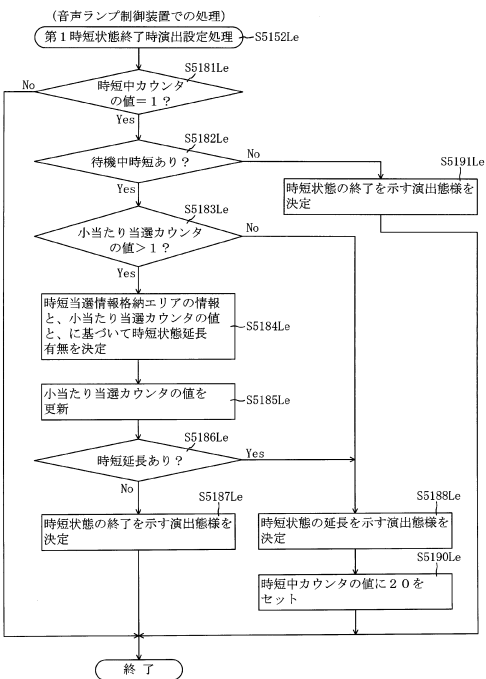 (音声ランプ制御装置での処理)
第1時短状態終了時演出設定処理
S5152Le
S5181Le
時短中カウンタ
の値=1?
No
Yes
S5182Le
待機中時短あり?
No
Yes
S5191Le
時短状態の終了を示す演出態様を
決定
S5183Le
小当たり当選カウンタ
の値>1?
No
Yes
時短当選情報格納エリアの情報
と、小当たり当選カウンタの値
と、に基づいて時短状態延長
有無を決定
S5184Le
小当たり当選カウンタの値を
更新
S5185Le
S5186Le
時短延長あり?
Yes
No
S5187Le
時短状態の終了を示す演出態様を
決定
S5188Le
時短状態の延長を示す演出態様を
決定
S5190Le
時短中カウンタの値に20を
セット
終了